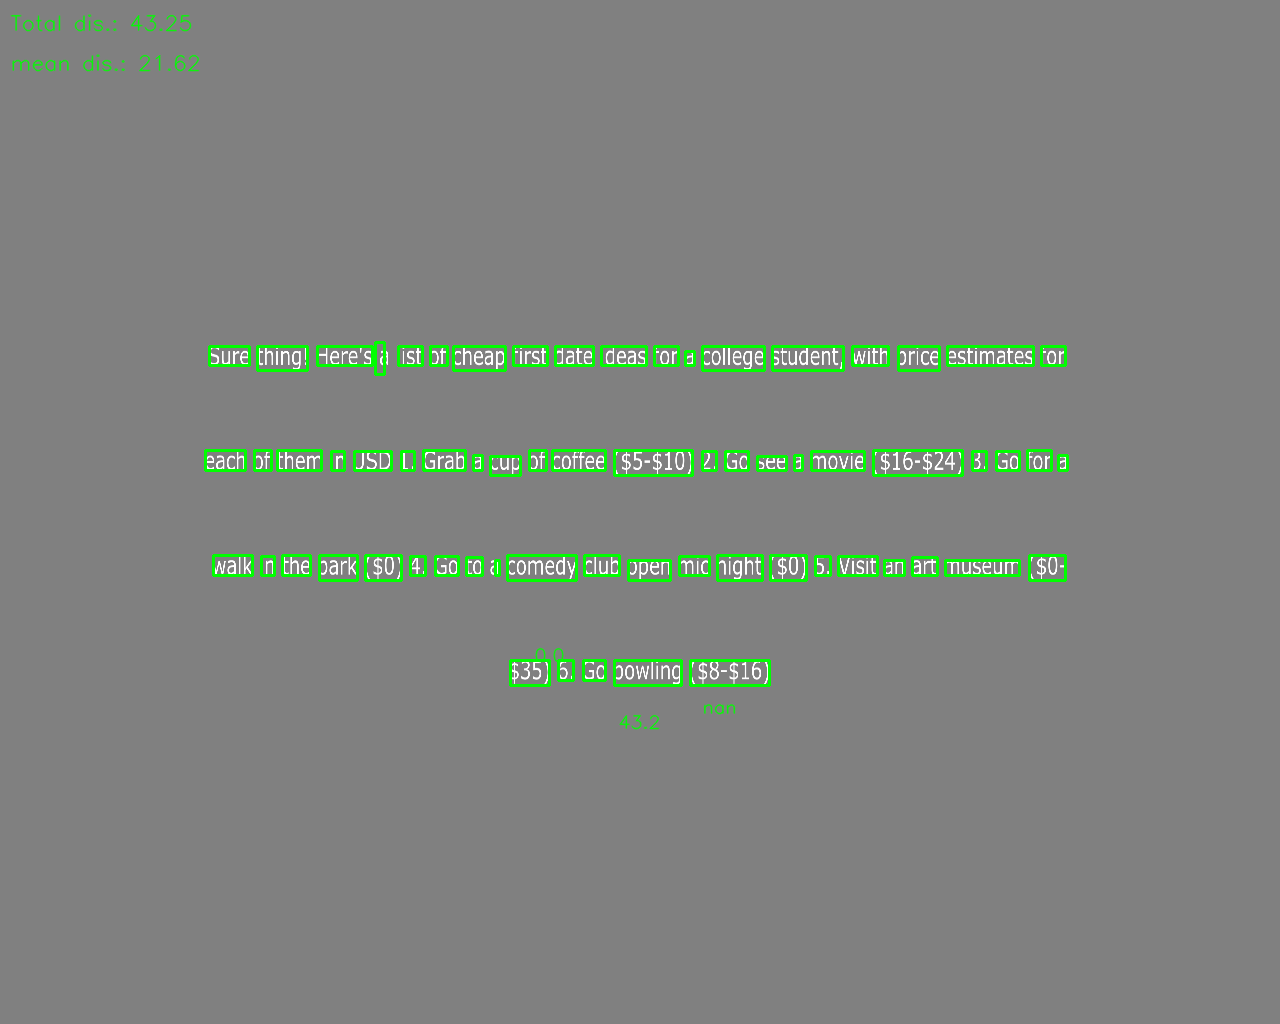 Total dis.: 43.25
mean dis.: 21.62
Sure thing! Here's a list of cheap first date ideas for a college student, with price estimates for
each of them in USD 1. Grab a cup of coffee ($5-$10) 2. Go see a movie ($16-$24) 3. Go for a
walk in the park ($0) 4. Go to a comedy club open mic night ($0) 5. Visit an art museum ($0-
0.0
$35) 6. Go bowling ($8-$16)
nan
43.2